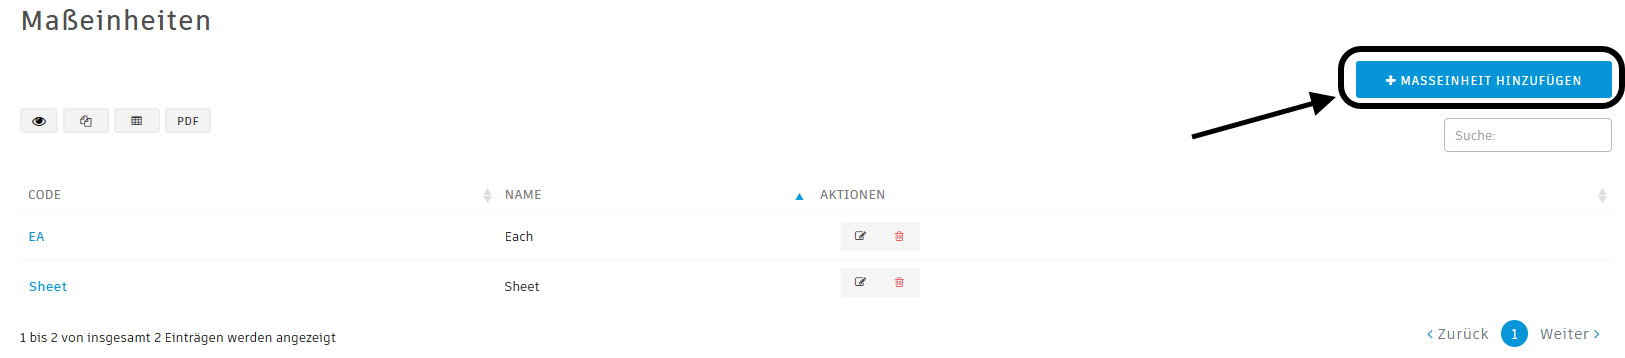 Maßeinheiten
MASSEINHEIT HINZUFÜGEN
PDF
Suche:
CODE NAME AKTIONEN
EA Each
Sheet Sheet
1 bis 2 von insgesamt 2 Einträgen werden angezeigt
Zurück 1 Weiter